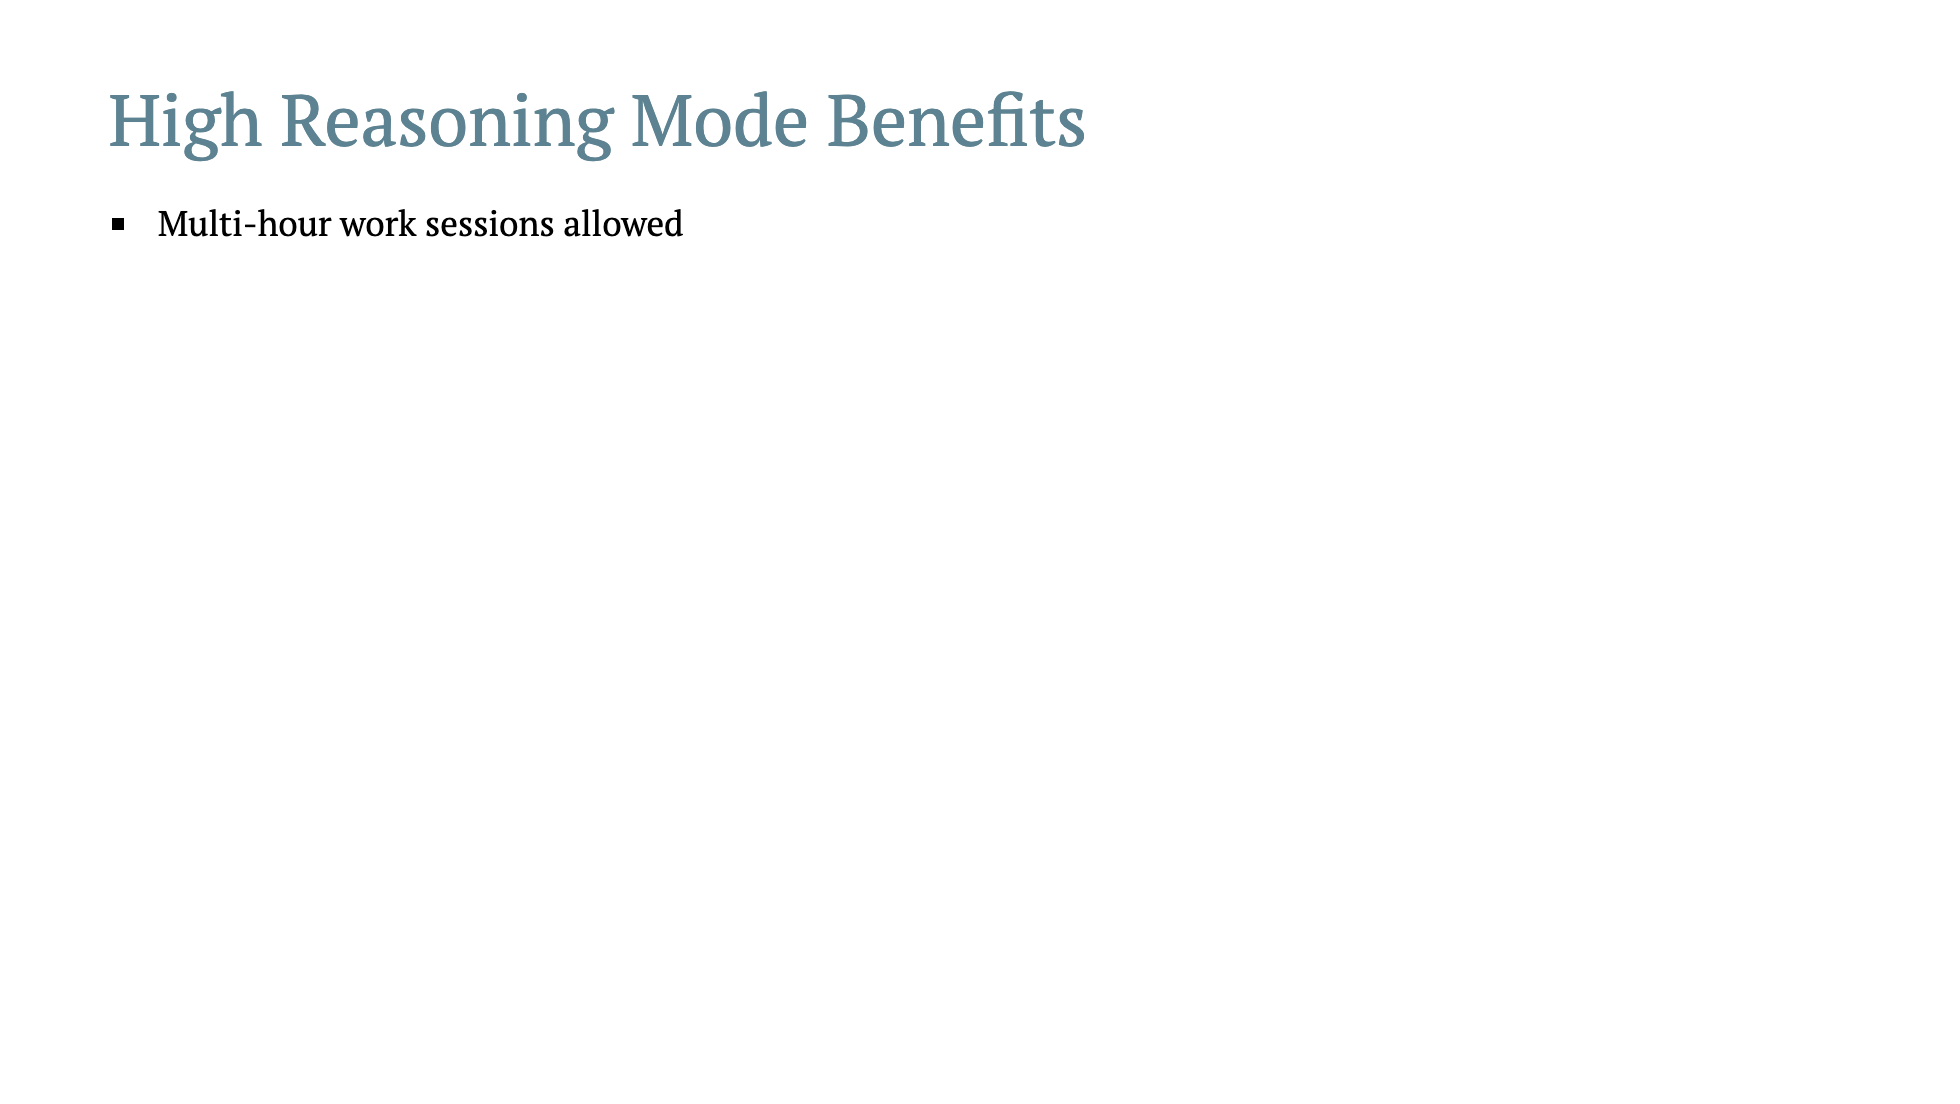 High Reasoning Mode Benefits
Multi-hour work sessions allowed